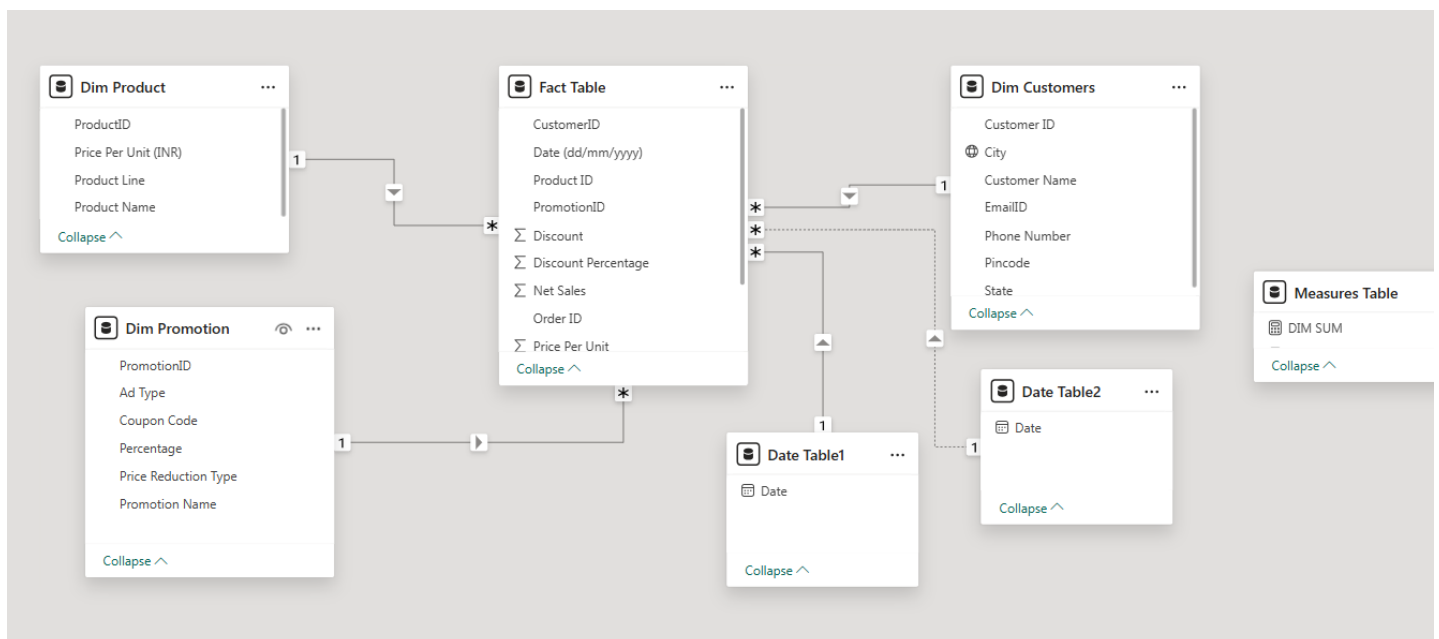 Dim Product
ProductID
Price Per Unit (INR)
Product Line
Product Name
Collapse
Fact Table
CustomerID
Date (dd/mm/yyyy)
Product ID
PromotionID
Discount
Discount Percentage
Net Sales
Order ID
Price Per Unit
Collapse
Dim Customers
Customer ID
City
Customer Name
EmailID
Phone Number
Pincode
State
Collapse
Measures Table
DIM SUM
Collapse
Dim Promotion
PromotionID
Ad Type
Coupon Code
Percentage
Price Reduction Type
Promotion Name
Collapse
Date Table1
Date
Collapse
Date Table2
Date
Collapse
1
*
1
*
1
*
1
*
1
*